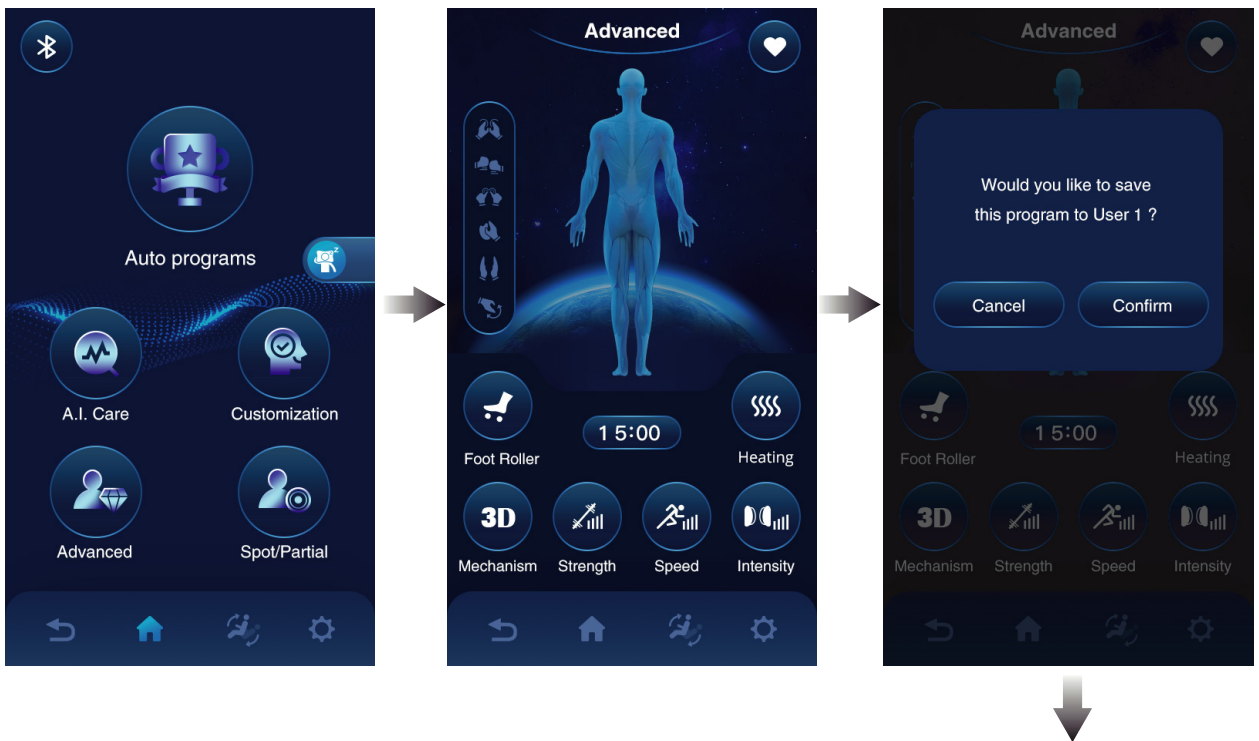 Auto programs
A.I. Care
Customization
Advanced
Spot/Partial
Advanced
Foot Roller
15:00
Heating
3D
Mechanism
Strength
Speed
Intensity
Advanced
Would you like to save
this program to User 1 ?
Cancel
Confirm
Foot Roller
15:00
Heating
3D
Mechanism
Strength
Speed
Intensity